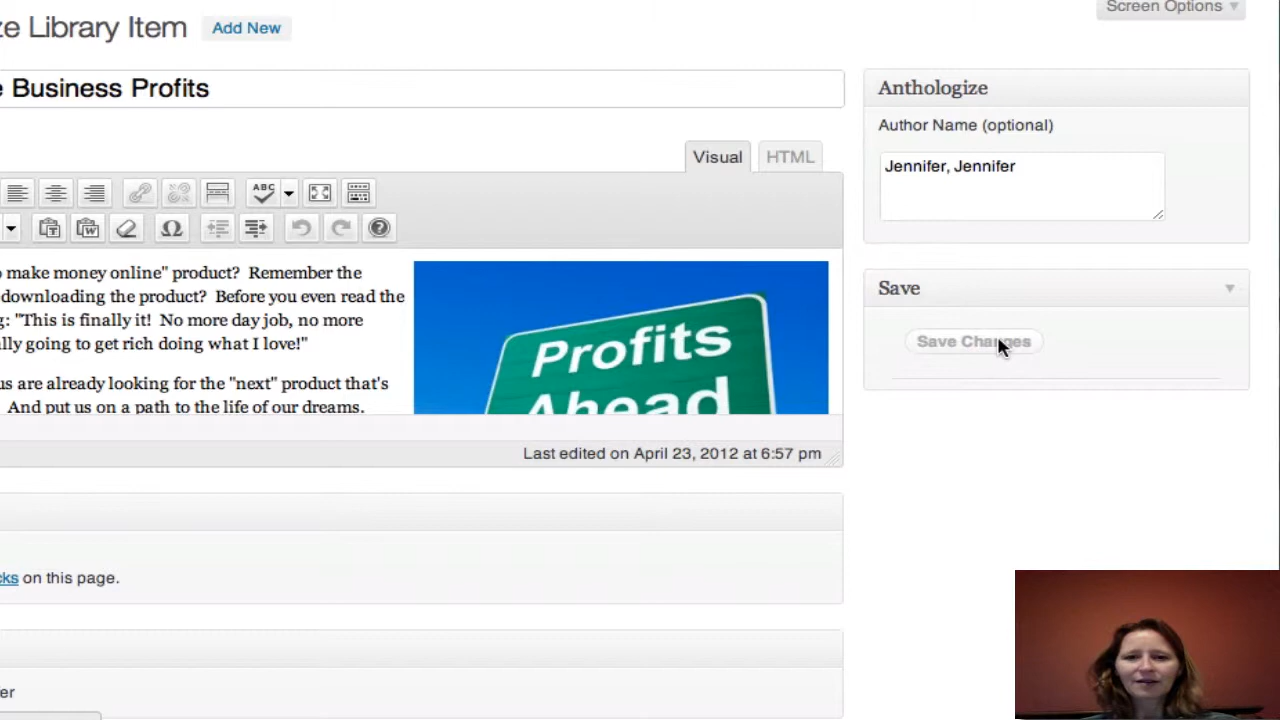 ze Library Item
Add New
Screen Options
e Business Profits
Visual
HTML
ABC
o make money online" product? Remember the
downloading the product? Before you even read the
g: "This is finally it! No more day job, no more
lly going to get rich doing what I love!"
us are already looking for the "next" product that's
And put us on a path to the life of our dreams.
Profits
Ahead
Last edited on April 23, 2012 at 6:57 pm
cks on this page.
er
Anthologize
Author Name (optional)
Jennifer, Jennifer
Save
Save Changes